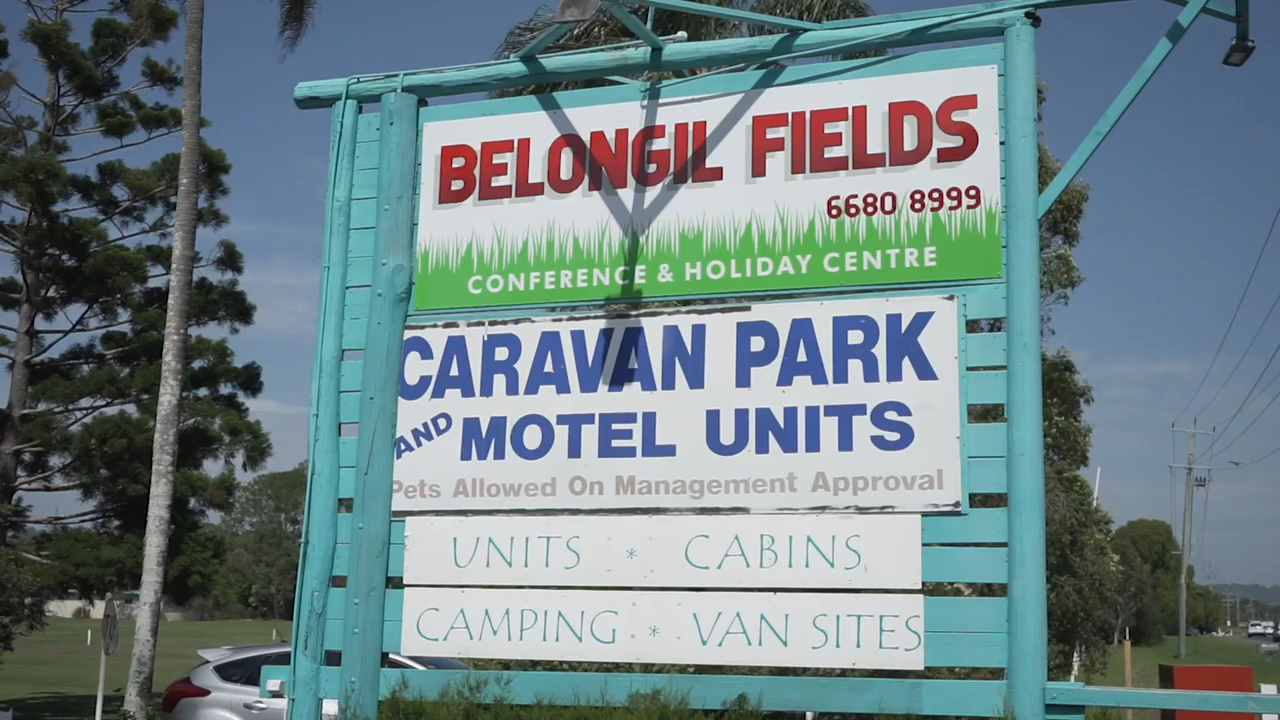 BELONGIL FIELDS
6680 8999
CONFERENCE & HOLIDAY CENTRE
CARAVAN PARK
AND MOTEL UNITS
Pets Allowed On Management Approval
UNITS * CABINS
CAMPING * VAN SITES